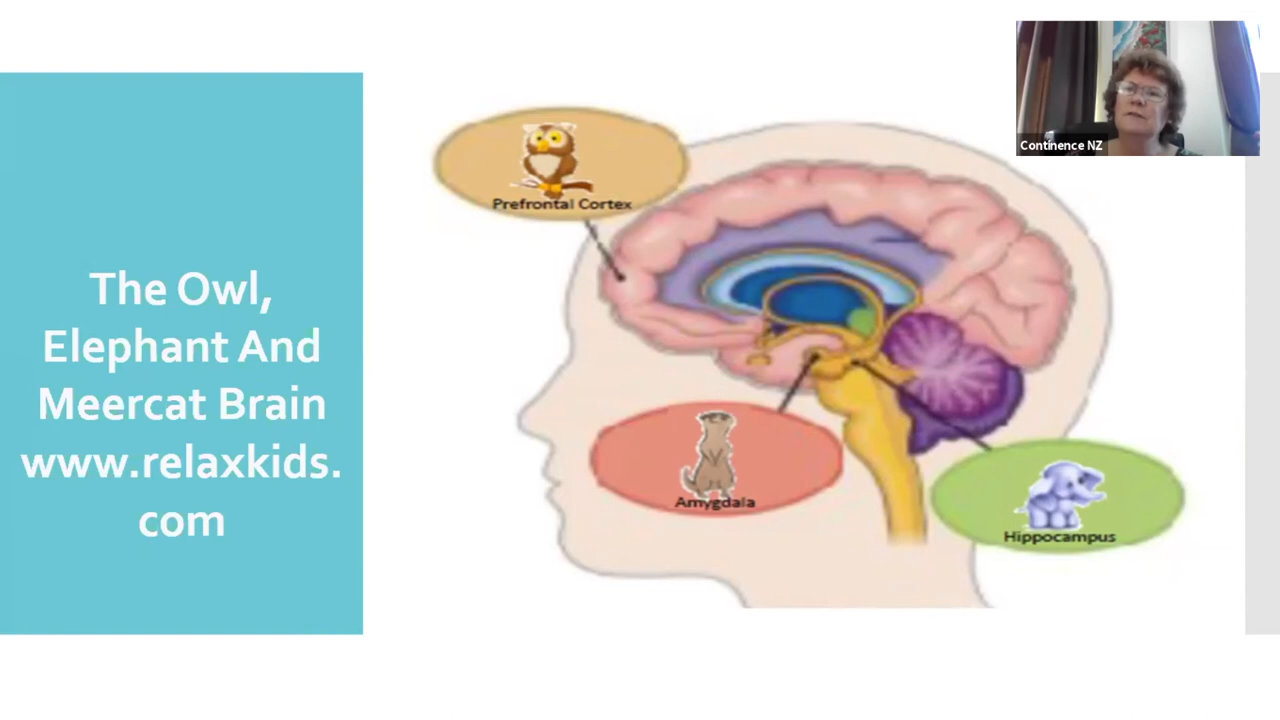 The Owl,
Elephant And
Meercat Brain
www.relaxkids.
com
Prefrontal Cortex
Amygdala
Hippocampus
Continence NZ